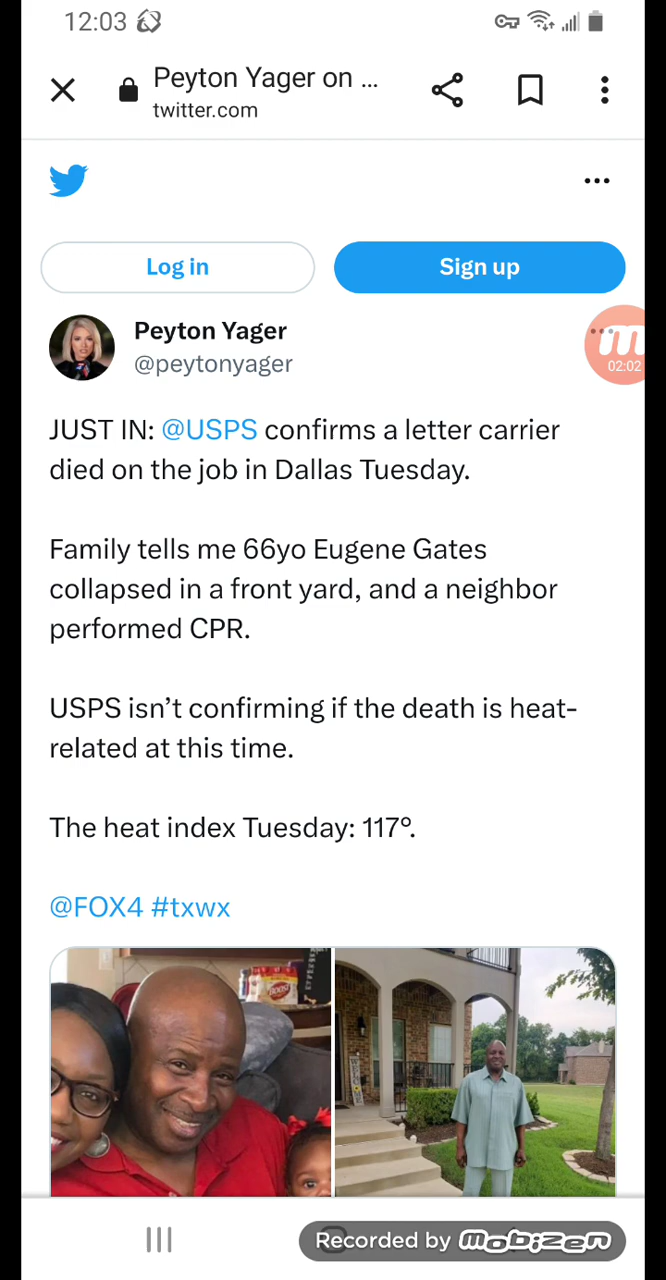 12:03
Peyton Yager on ...
twitter.com
Log in
Sign up
Peyton Yager
@peytonyager
02:02
JUST IN: @USPS confirms a letter carrier
died on the job in Dallas Tuesday.
Family tells me 66yo Eugene Gates
collapsed in a front yard, and a neighbor
performed CPR.
USPS isn’t confirming if the death is heat-
related at this time.
The heat index Tuesday: 117°.
@FOX4 #txwx
BOOST
Recorded by mobizen